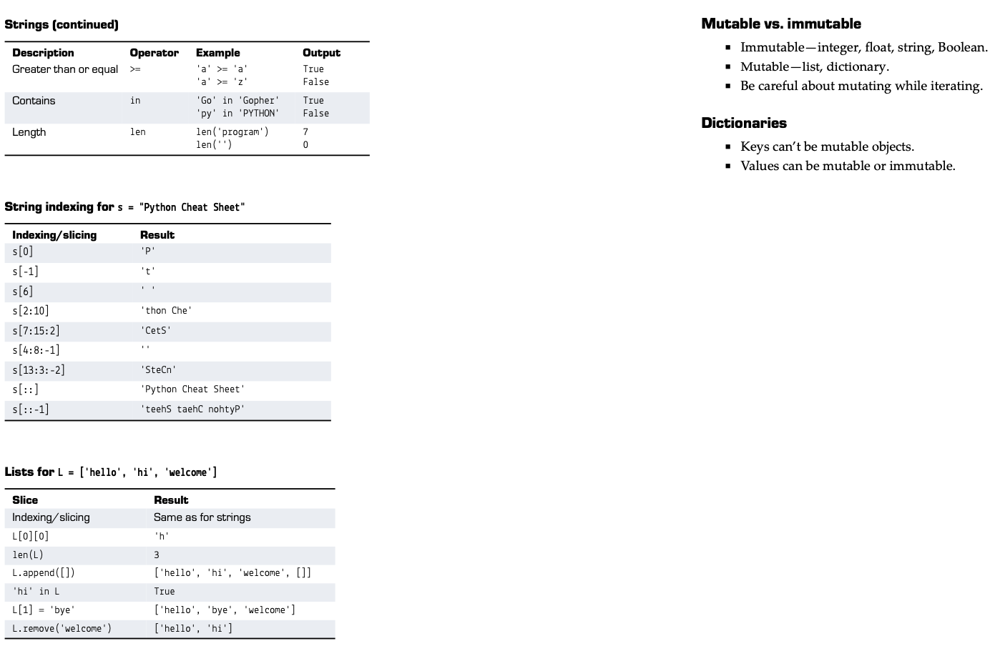 Strings (continued)
Description Operator Example Output
Greater than or equal >= 'a' >= 'a' True
'a' >= 'z' False
Contains in 'Go' in 'Gopher' True
'py' in 'PYTHON' False
Length len len('program') 7
len('') 0
String indexing for s = "Python Cheat Sheet"
Indexing/slicing Result
s[0] 'P'
s[-1] 't'
s[6] ' '
s[2:10] 'thon Che'
s[7:15:2] 'CetS'
s[4:8:-1] ''
s[13:3:-2] 'SteCn'
s[::] 'Python Cheat Sheet'
s[::-1] 'teehS taehC nohtyP'
Lists for L = ['hello', 'hi', 'welcome']
Slice Result
Indexing/slicing Same as for strings
L[0][0] 'h'
len(L) 3
L.append([]) ['hello', 'hi', 'welcome', []]
'hi' in L True
L[1] = 'bye' ['hello', 'bye', 'welcome']
L.remove('welcome') ['hello', 'hi']
Mutable vs. immutable
▪ Immutable—integer, float, string, Boolean.
▪ Mutable—list, dictionary.
▪ Be careful about mutating while iterating.
Dictionaries
▪ Keys can't be mutable objects.
▪ Values can be mutable or immutable.